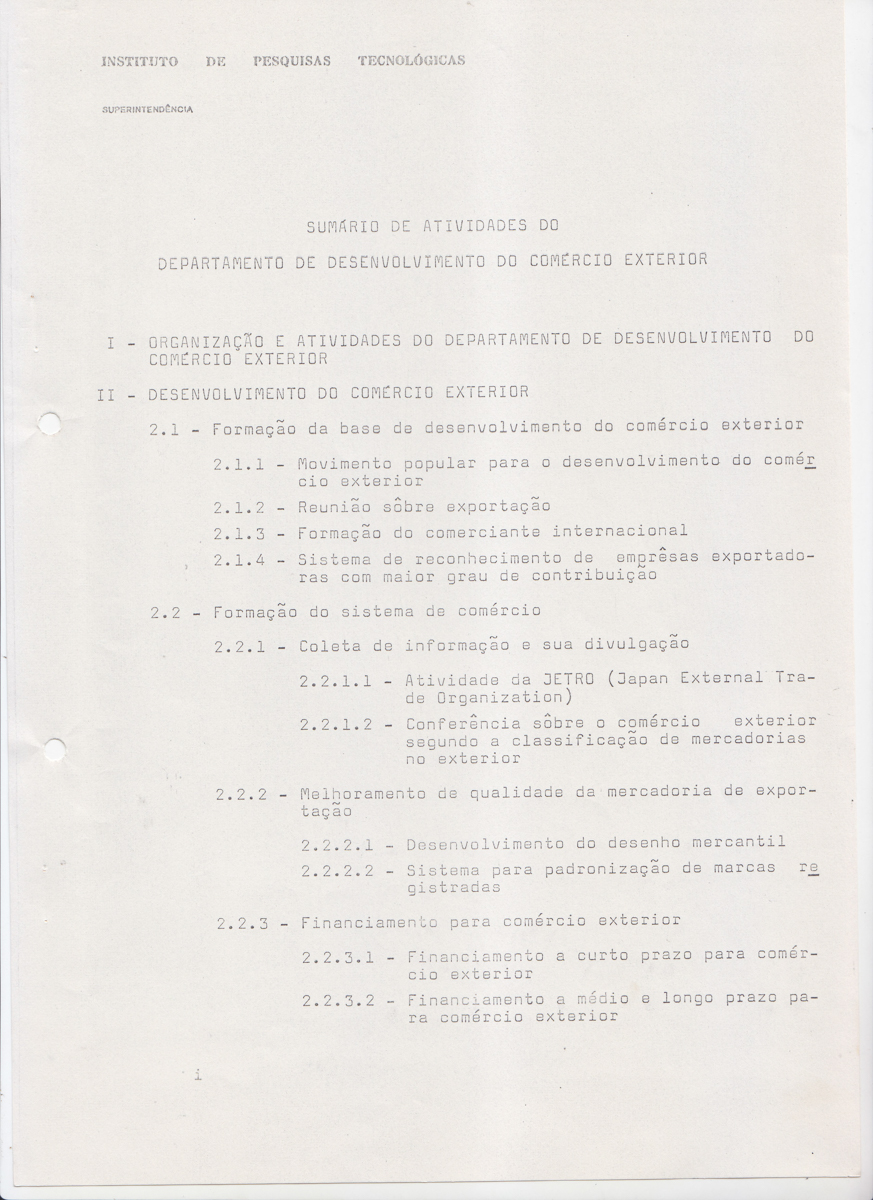 INSTITUTO DE PESQUISAS TECNOLÓGICAS
SUPERINTENDÊNCIA
SUMÁRIO DE ATIVIDADES DO
DEPARTAMENTO DE DESENVOLVIMENTO DO COMÉRCIO EXTERIOR
I - ORGANIZAÇÃO E ATIVIDADES DO DEPARTAMENTO DE DESENVOLVIMENTO DO
COMÉRCIO EXTERIOR
II - DESENVOLVIMENTO DO COMÉRCIO EXTERIOR
2.1 - Formação da base de desenvolvimento do comércio exterior
2.1.1 - Movimento popular para o desenvolvimento do comér
cio exterior
2.1.2 - Reunião sôbre exportação
2.1.3 - Formação do comerciante internacional
2.1.4 - Sistema de reconhecimento de emprêsas exportado-
ras com maior grau de contribuição
2.2 - Formação do sistema de comércio
2.2.1 - Coleta de informação e sua divulgação
2.2.1.1 - Atividade da JETRO (Japan External Tra-
de Organization)
2.2.1.2 - Conferência sôbre o comércio exterior
segundo a classificação de mercadorias
no exterior
2.2.2 - Melhoramento de qualidade da mercadoria de expor-
tação
2.2.2.1 - Desenvolvimento do desenho mercantil
2.2.2.2 - Sistema para padronização de marcas re
gistradas
2.2.3 - Financiamento para comércio exterior
2.2.3.1 - Financiamento a curto prazo para comér-
cio exterior
2.2.3.2 - Financiamento a médio e longo prazo pa-
ra comércio exterior
i